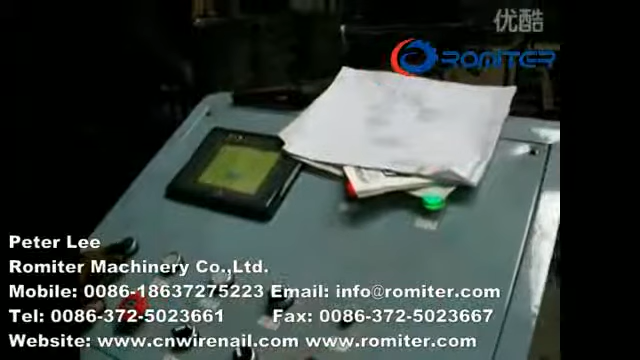 优酷
ROMITER
Peter Lee
Romiter Machinery Co.,Ltd.
Mobile: 0086-18637275223 Email: info@romiter.com
Tel: 0086-372-5023661 Fax: 0086-372-5023667
Website: www.cnwirenail.com www.romiter.com